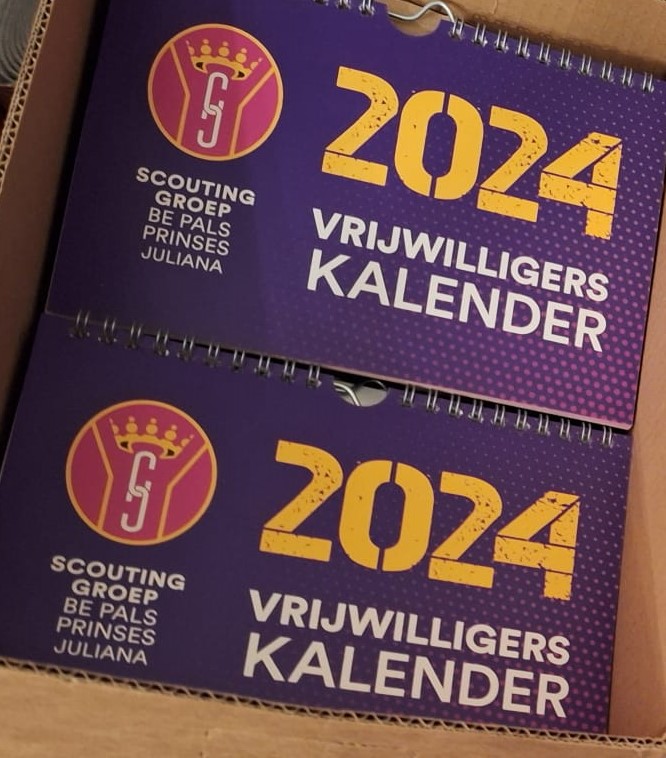 2024
SCOUTING
GROEP
BE PALS
PRINSES
JULIANA
VRIJWILLIGERS
KALENDER
2024
SCOUTING
GROEP
BE PALS
PRINSES
JULIANA
VRIJWILLIGERS
KALENDER